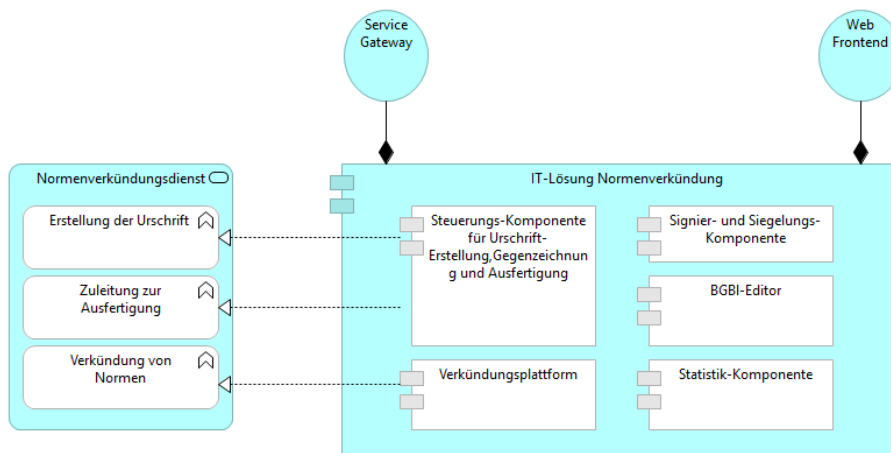 Service
Gateway
Web
Frontend
Normenverkündungsdienst
IT-Lösung Normenverkündung
Erstellung der Urschrift
Zuleitung zur
Ausfertigung
Verkündung von
Normen
Steuerungs-Komponente
für Urschrift-
Erstellung,Gegenzeichnun
g und Ausfertigung
Signier- und Siegelungs-
Komponente
BGBl-Editor
Verkündungsplattform
Statistik-Komponente